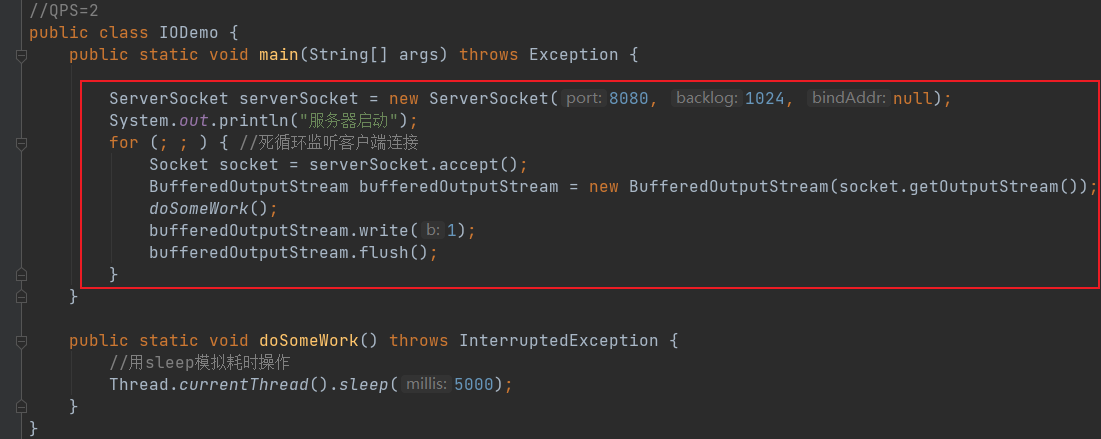 //QPS=2
public class IODemo {
public static void main(String[] args) throws Exception {
ServerSocket serverSocket = new ServerSocket( port: 8080, backlog: 1024, bindAddr: null);
System.out.println("服务器启动");
for (; ; ) { //死循环监听客户端连接
Socket socket = serverSocket.accept();
BufferedOutputStream bufferedOutputStream = new BufferedOutputStream(socket.getOutputStream());
doSomeWork();
bufferedOutputStream.write( b: 1);
bufferedOutputStream.flush();
}
}
public static void doSomeWork() throws InterruptedException {
//用sleep模拟耗时操作
Thread.currentThread().sleep( millis: 5000);
}
}